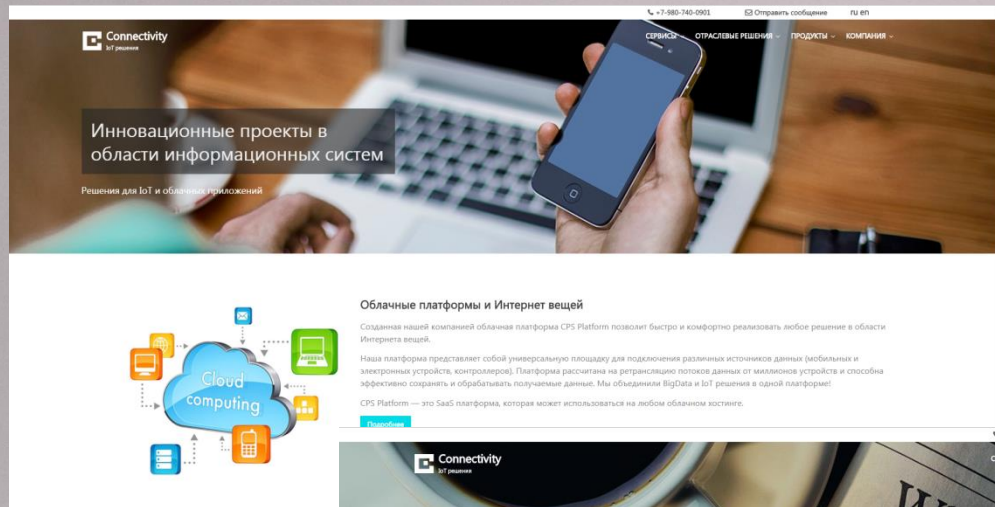 +7-980-740-0901 Отправить сообщение ru en
Connectivity
IoT решения
СЕРВИСЫ ОТРАСЛЕВЫЕ РЕШЕНИЯ ПРОДУКТЫ КОМПАНИЯ
Инновационные проекты в
области информационных систем
Решения для IoT и облачных приложений
Облачные платформы и Интернет вещей
Созданная нашей компанией облачная платформа CPS Platform позволит быстро и комфортно реализовать любое решение в области
Интернета вещей.
Наша платформа представляет собой универсальную площадку для подключения различных источников данных (мобильных и
электронных устройств, контроллеров). Платформа рассчитана на ретрансляцию потоков данных от миллионов устройств и способна
эффективно сохранять и обрабатывать получаемые данные. Мы объединили BigData и IoT решения в одной платформе!
CPS Platform — это SaaS платформа, которая может использоваться на любом облачном хостинге.
Подробнее
Cloud
computing
Connectivity
IoT решения